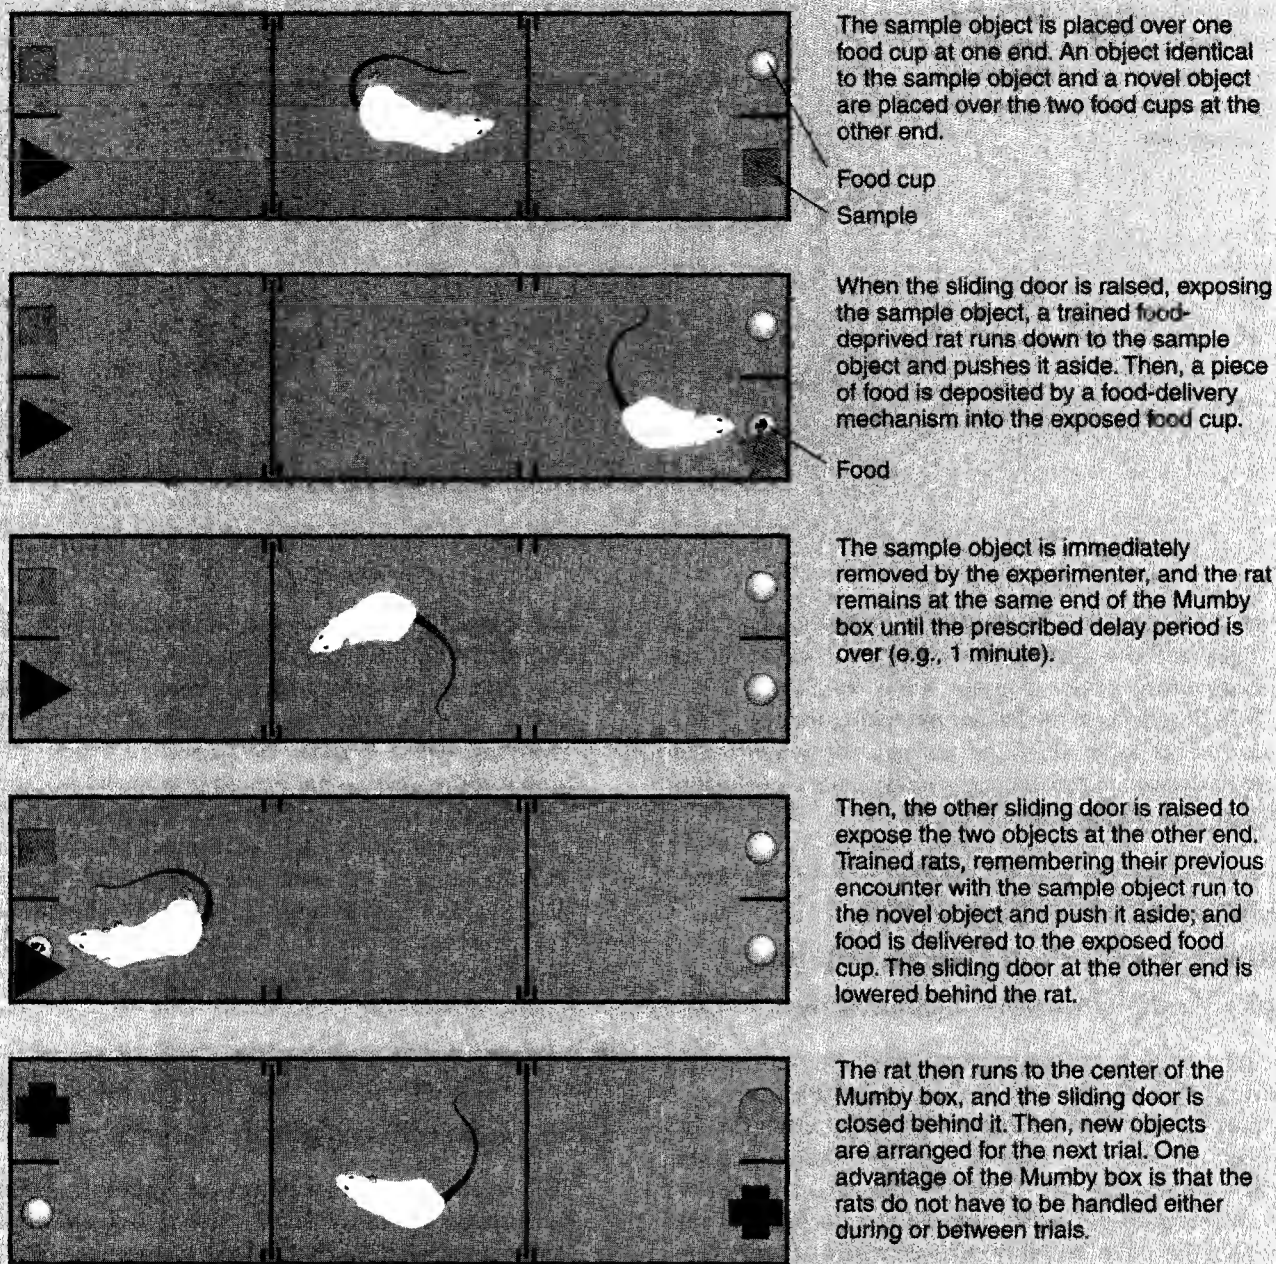 The sample object is placed over one
food cup at one end. An object identical
to the sample object and a novel object
are placed over the two food cups at the
other end.
Food cup
Sample
When the sliding door is raised, exposing
the sample object, a trained food-
deprived rat runs down to the sample
object and pushes it aside. Then, a piece
of food is deposited by a food-delivery
mechanism into the exposed food cup.
Food
The sample object is immediately
removed by the experimenter, and the rat
remains at the same end of the Mumby
box until the prescribed delay period is
over (e.g., 1 minute).
Then, the other sliding door is raised to
expose the two objects at the other end.
Trained rats, remembering their previous
encounter with the sample object run to
the novel object and push it aside; and
food is delivered to the exposed food
cup. The sliding door at the other end is
lowered behind the rat.
The rat then runs to the center of the
Mumby box, and the sliding door is
closed behind it. Then, new objects
are arranged for the next trial. One
advantage of the Mumby box is that the
rats do not have to be handled either
during or between trials.